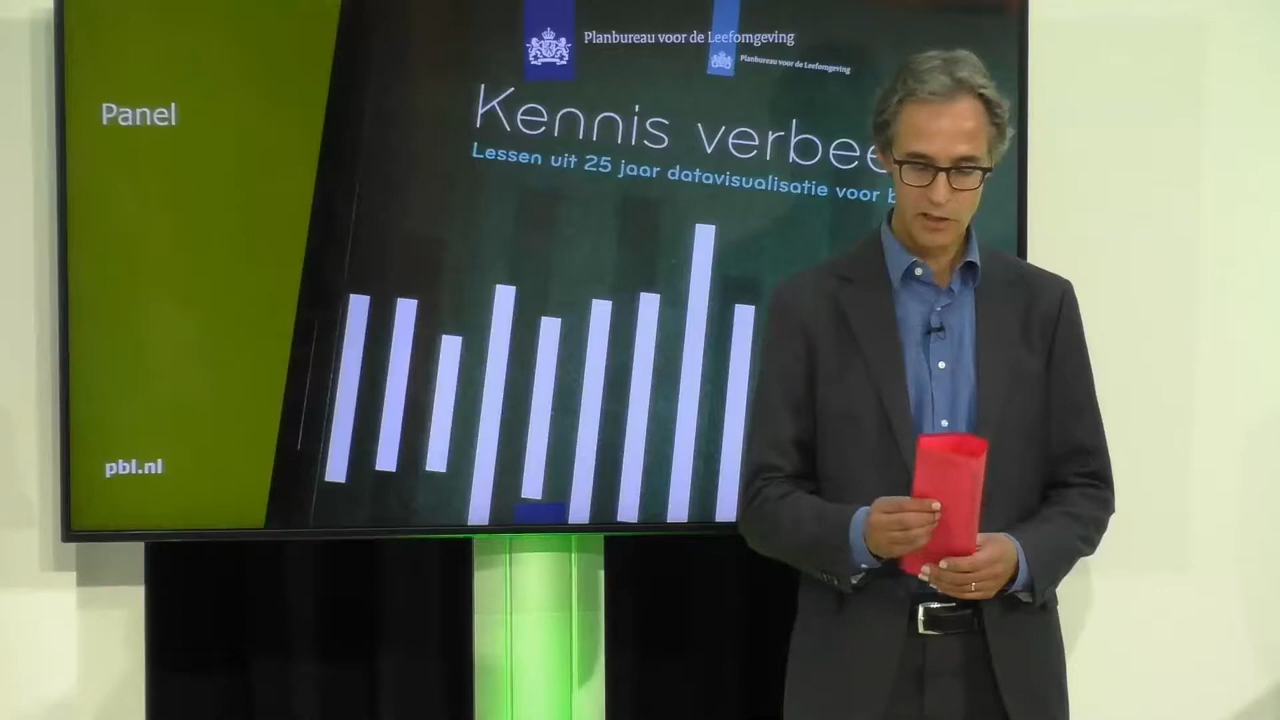 Planbureau voor de Leefomgeving
Planbureau voor de Leefomgeving
Panel
Kennis verbee
Lessen uit 25 jaar datavisualisatie voor b
pbl.nl